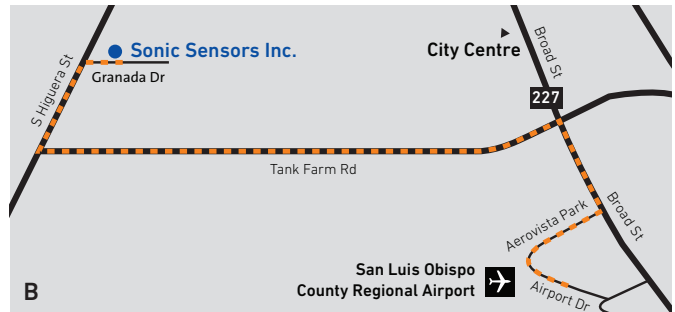 Sonic Sensors Inc.
Granada Dr
S Higuera St
City Centre
Broad St
227
Tank Farm Rd
Aerovista Park
Broad St
San Luis Obispo
County Regional Airport
Airport Dr
B